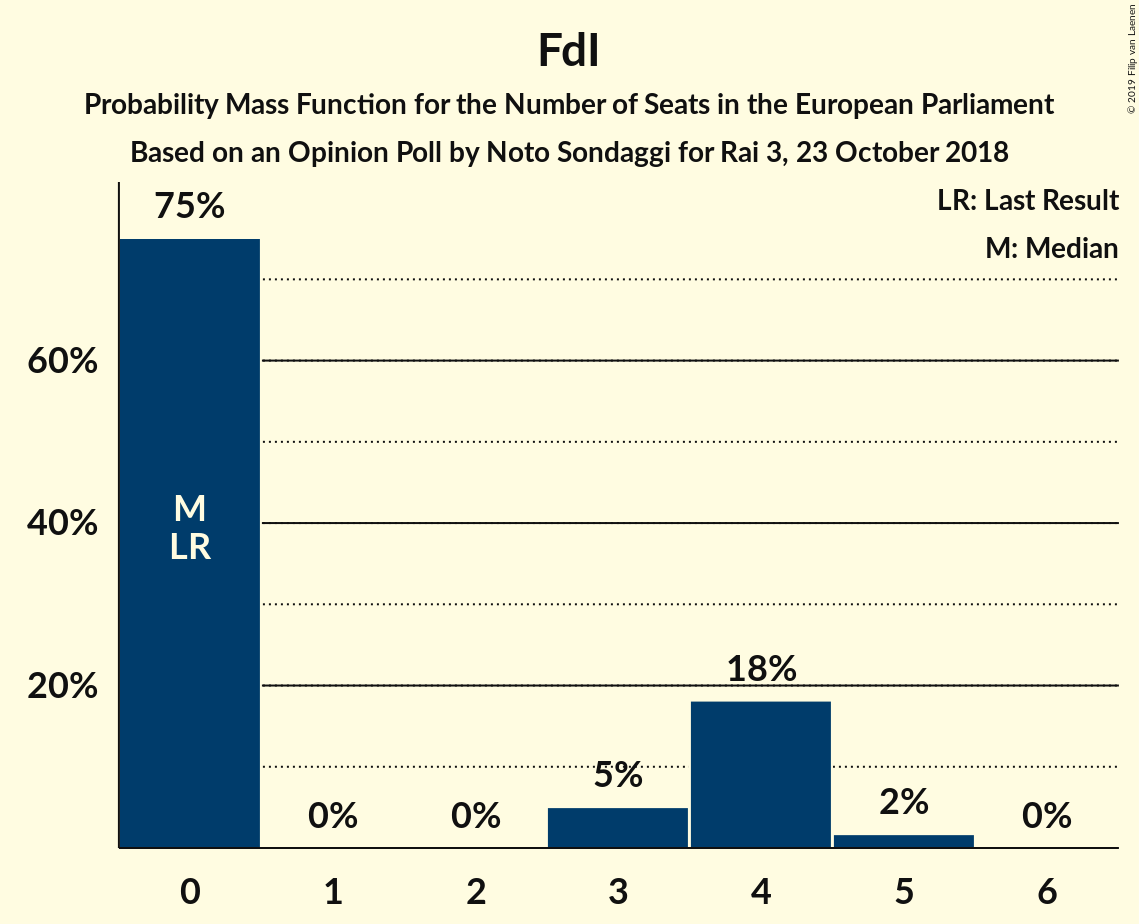 FdI
Probability Mass Function for the Number of Seats in the European Parliament
Based on an Opinion Poll by Noto Sondaggi for Rai 3, 23 October 2018
© 2019 Filip van Laenen
LR: Last Result
M: Median
75%
60%
40%
20%
M
LR
0%
0%
5%
18%
2%
0%
0
1
2
3
4
5
6